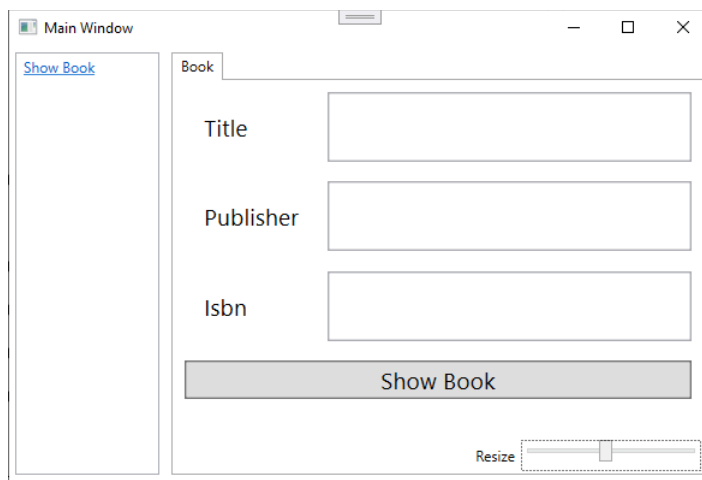 Main Window
Show Book
Book
Title
Publisher
Isbn
Show Book
Resize